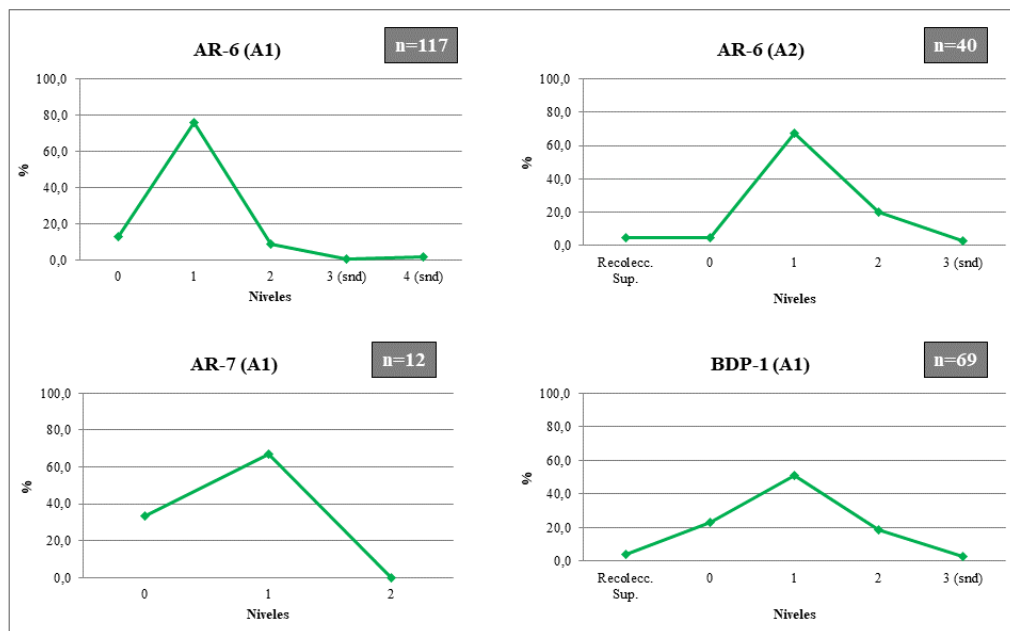 AR-6 (A1)
n=117
100,0
80,0
60,0
40,0
20,0
0,0
%
0 1 2 3 (snd) 4 (snd)
Niveles
AR-6 (A2)
n=40
100,0
80,0
60,0
40,0
20,0
0,0
%
Recolecc. 0 1 2 3 (snd)
Sup.
Niveles
AR-7 (A1)
n=12
100,0
80,0
60,0
40,0
20,0
0,0
%
0 1 2
Niveles
BDP-1 (A1)
n=69
100,0
80,0
60,0
40,0
20,0
0,0
%
Recolecc. 0 1 2 3 (snd)
Sup.
Niveles